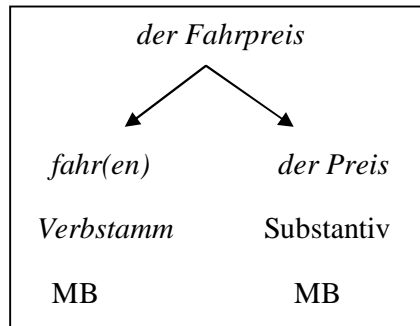 der Fahrpreis
fahr(en) der Preis
Verbstamm Substantiv
MB MB